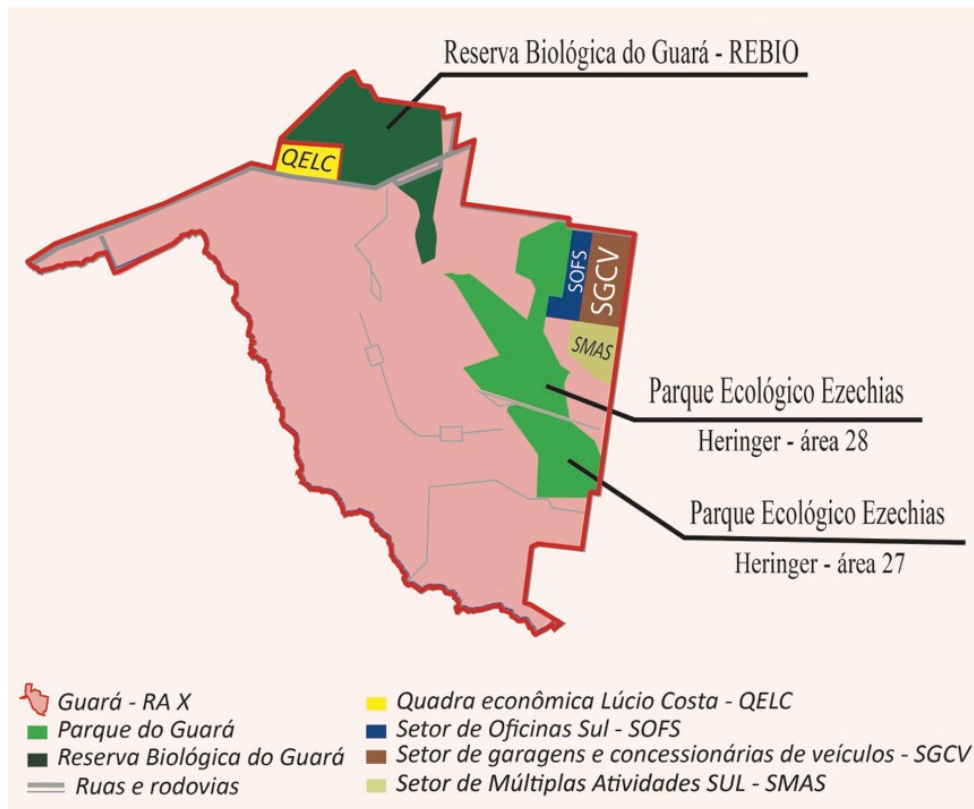 Reserva Biológica do Guará - REBIO
QELC
SOFS
SGCV
SMAS
Parque Ecológico Ezechias
Heringer - área 28
Parque Ecológico Ezechias
Heringer - área 27
Guará - RA X
Parque do Guará
Reserva Biológica do Guará
Ruas e rodovias
Quadra econômica Lúcio Costa - QELC
Setor de Oficinas Sul - SOFS
Setor de garagens e concessionárias de veículos - SGCV
Setor de Múltiplas Atividades SUL - SMAS